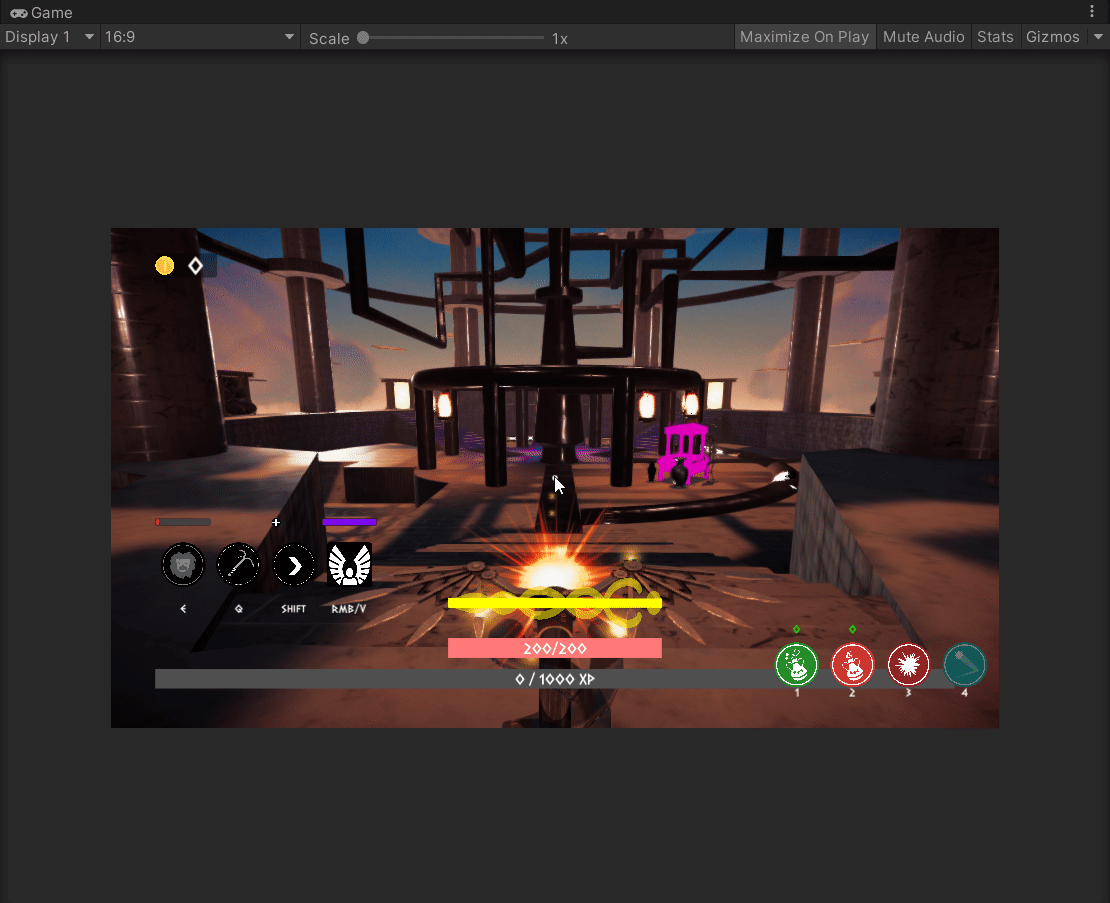 Game
Display 1 16:9 Scale 1x Maximize On Play Mute Audio Stats Gizmos
0
E Q SHIFT RMB/V
200/200
0 / 1000 XP
0 0
1 2 3 4